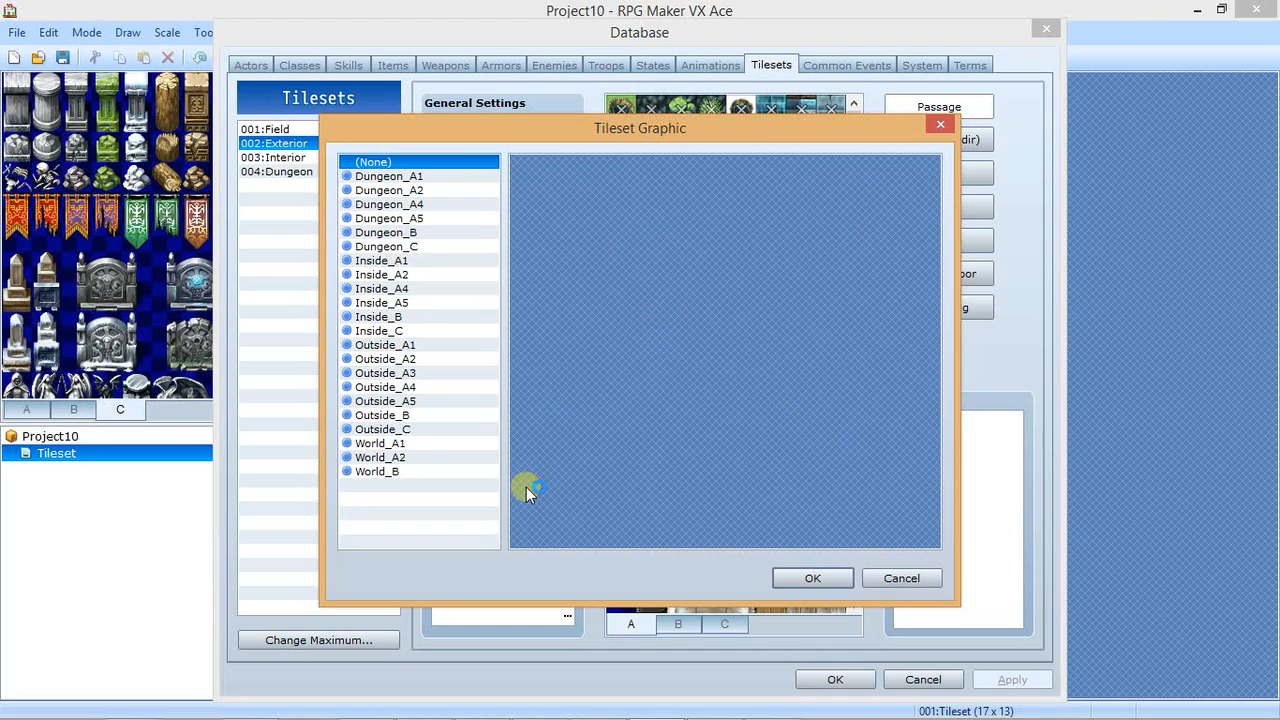 Project10 - RPG Maker VX Ace
File Edit Mode Draw Scale Too
Database
Actors Classes Skills Items Weapons Armors Enemies Troops States Animations Tilesets Common Events System Terms
Tilesets
001:Field
002:Exterior
003:Interior
004:Dungeon
Change Maximum...
General Settings
...
Passage
dir)
oor
g
Tileset Graphic
(None)
Dungeon_A1
Dungeon_A2
Dungeon_A4
Dungeon_A5
Dungeon_B
Dungeon_C
Inside_A1
Inside_A2
Inside_A4
Inside_A5
Inside_B
Inside_C
Outside_A1
Outside_A2
Outside_A3
Outside_A4
Outside_A5
Outside_B
Outside_C
World_A1
World_A2
World_B
OK Cancel
A B C
A B C
Project10
Tileset
OK Cancel Apply
001:Tileset (17 x 13)